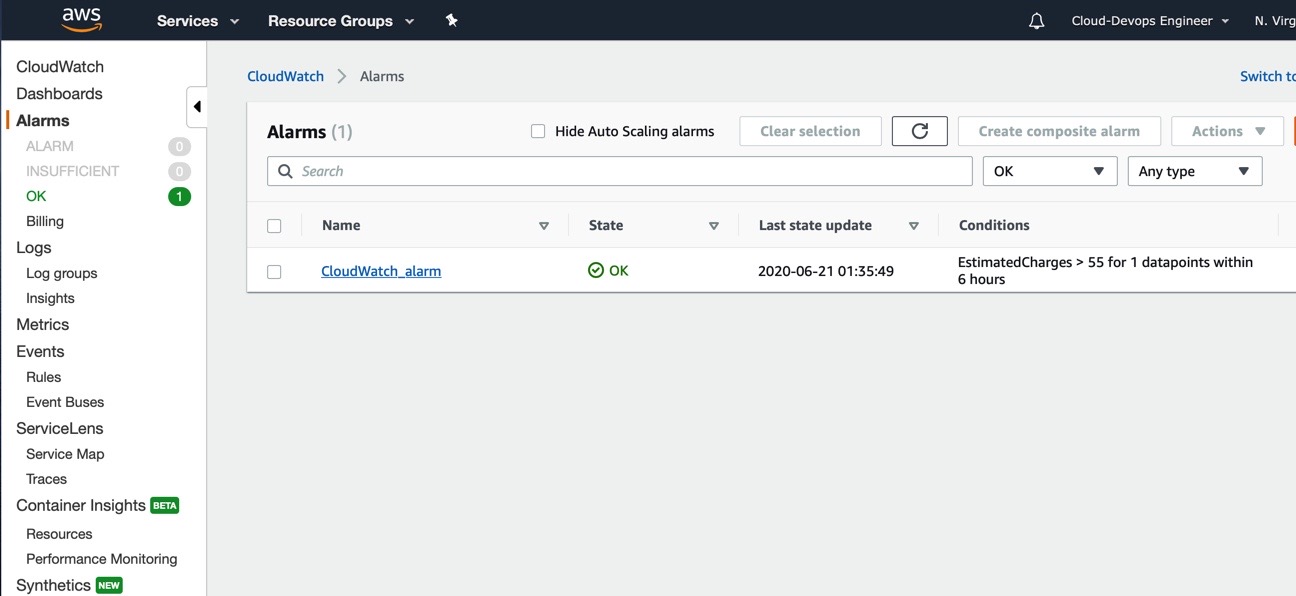 aws Services Resource Groups Cloud-Devops Engineer N. Virg
CloudWatch
Dashboards
Alarms
ALARM 0
INSUFFICIENT 0
OK 1
Billing
Logs
Log groups
Insights
Metrics
Events
Rules
Event Buses
ServiceLens
Service Map
Traces
Container Insights BETA
Resources
Performance Monitoring
Synthetics NEW
CloudWatch Alarms
Switch to
Alarms (1) Hide Auto Scaling alarms Clear selection Create composite alarm Actions
Search OK Any type
Name State Last state update Conditions
CloudWatch_alarm OK 2020-06-21 01:35:49 EstimatedCharges > 55 for 1 datapoints within
6 hours